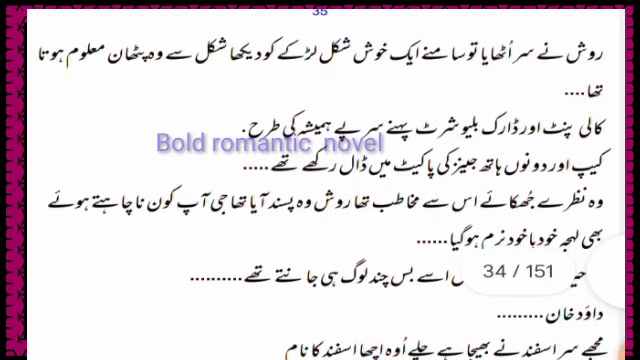 35
روش نے سر اُٹھایا تو سامنے ایک خوش شکل لڑکے کو دیکھا شکل سے وہ پٹھان معلوم ہوتا
تھا....
کالی پنٹ اور ڈارک بلیو شرٹ پہنے سر پے ہمیشہ کی طرح.
Bold romantic novel
کیپ اور دونوں ہاتھ جینز کی پاکیٹ میں ڈال رکھے تھے.....
وہ نظرے جُھکائے اس سے مخاطب تھا روش وہ پسند آیا تھا جی آپ کون نا چاہتے ہوئے
بھی لہجہ خود با خود نرم ہوگیا......
اسے بس چند لوگ ہی جانتے تھے..........
34 / 151
داؤد خان.........
مجھے سر اسفند نے بھیجا ہے چلے اُوہ اچھا اسفند کا نام